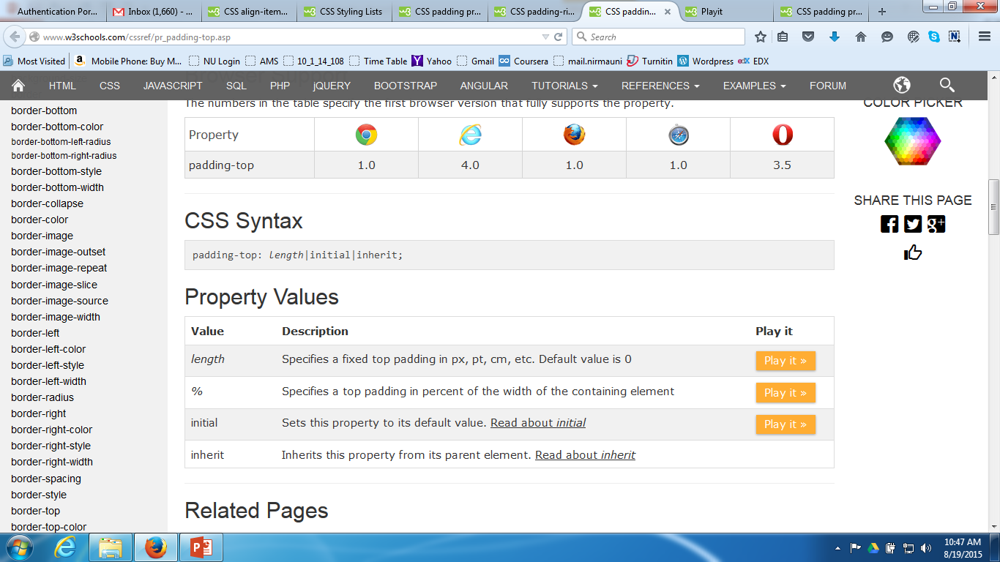 Authentication Por...
Inbox (1,660) - ...
CSS align-item...
CSS Styling Lists
CSS padding pr...
CSS padding-ri...
CSS paddin...
Playit
CSS padding pr...
www.w3schools.com/cssref/pr_padding-top.asp
Search
Most Visited
Mobile Phone: Buy M...
NU Login
AMS
10_1_14_108
Time Table
Yahoo
Gmail
Coursera
mail.nirmauni
Turnitin
Wordpress
EDX
HTML CSS JAVASCRIPT SQL PHP jQUERY BOOTSTRAP ANGULAR TUTORIALS REFERENCES EXAMPLES FORUM
border-bottom
border-bottom-color
border-bottom-left-radius
border-bottom-right-radius
border-bottom-style
border-bottom-width
border-collapse
border-color
border-image
border-image-outset
border-image-repeat
border-image-slice
border-image-source
border-image-width
border-left
border-left-color
border-left-style
border-left-width
border-radius
border-right
border-right-color
border-right-style
border-right-width
border-spacing
border-style
border-top
border-top-color
Browser Support
The numbers in the table specify the first browser version that fully supports the property.
Property
padding-top 1.0 4.0 1.0 1.0 3.5
CSS Syntax
padding-top: length|initial|inherit;
Property Values
Value Description Play it
length Specifies a fixed top padding in px, pt, cm, etc. Default value is 0 Play it »
% Specifies a top padding in percent of the width of the containing element Play it »
initial Sets this property to its default value. Read about initial Play it »
inherit Inherits this property from its parent element. Read about inherit
Related Pages
COLOR PICKER
SHARE THIS PAGE
10:47 AM
8/19/2015